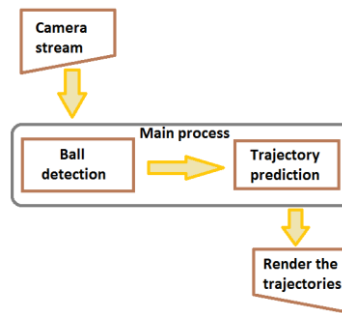 Camera
stream
Main process
Ball
detection
Trajectory
prediction
Render the
trajectories